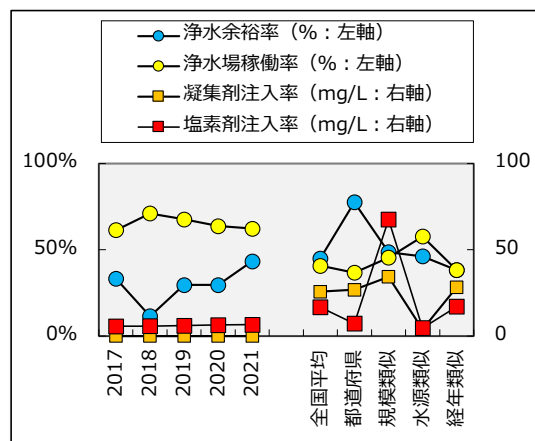 浄水余裕率（%：左軸）
浄水場稼働率（%：左軸）
凝集剤注入率（mg/L：右軸）
塩素剤注入率（mg/L：右軸）
100%
50%
0%
100
50
0
2017
2018
2019
2020
2021
全国平均
都道府県
規模類似
水源類似
経年類似